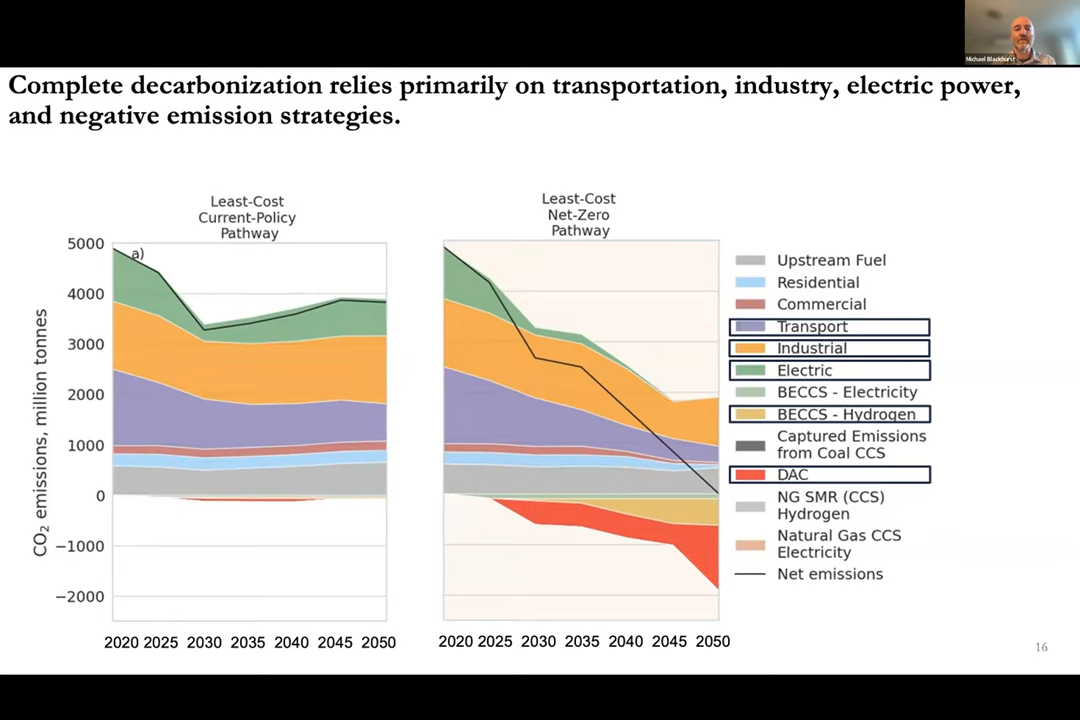 Michael Blackhurst
Complete decarbonization relies primarily on transportation, industry, electric power,
and negative emission strategies.
Least-Cost
Current-Policy
Pathway
Least-Cost
Net-Zero
Pathway
a)
CO₂ emissions, million tonnes
5000
4000
3000
2000
1000
0
−1000
−2000
2020 2025 2030 2035 2040 2045 2050
2020 2025 2030 2035 2040 2045 2050
Upstream Fuel
Residential
Commercial
Transport
Industrial
Electric
BECCS - Electricity
BECCS - Hydrogen
Captured Emissions
from Coal CCS
DAC
NG SMR (CCS)
Hydrogen
Natural Gas CCS
Electricity
Net emissions
16